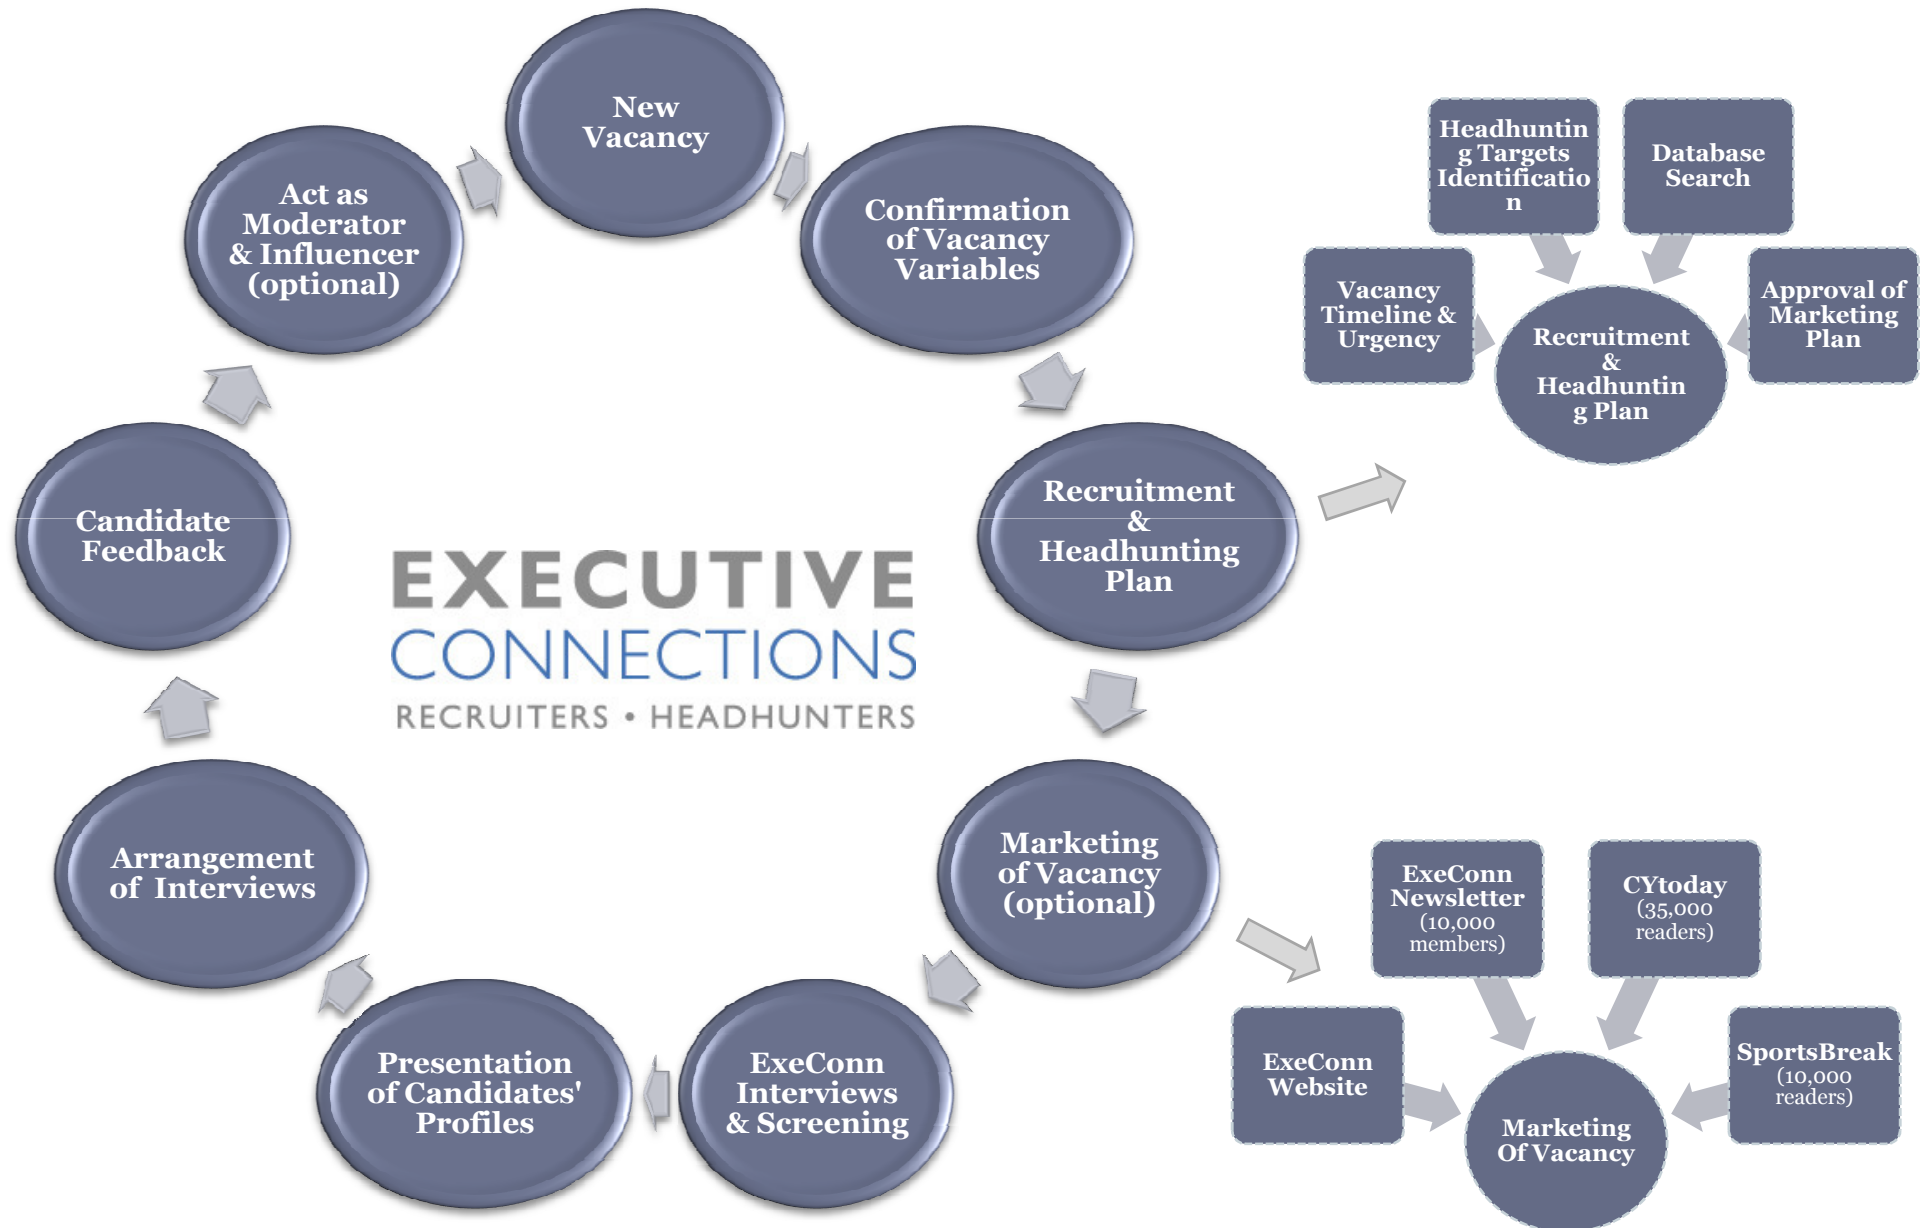 New
Vacancy
Confirmation
of Vacancy
Variables
Recruitment
&
Headhunting
Plan
Marketing
of Vacancy
(optional)
ExeConn
Interviews
& Screening
Presentation
of Candidates'
Profiles
Arrangement
of Interviews
Candidate
Feedback
Act as
Moderator
& Influencer
(optional)
EXECUTIVE
CONNECTIONS
RECRUITERS • HEADHUNTERS
Vacancy
Timeline &
Urgency
Headhuntin
g Targets
Identificatio
n
Database
Search
Approval of
Marketing
Plan
Recruitment
&
Headhuntin
g Plan
ExeConn
Website
ExeConn
Newsletter
(10,000
members)
CYtoday
(35,000
readers)
SportsBreak
(10,000
readers)
Marketing
Of Vacancy